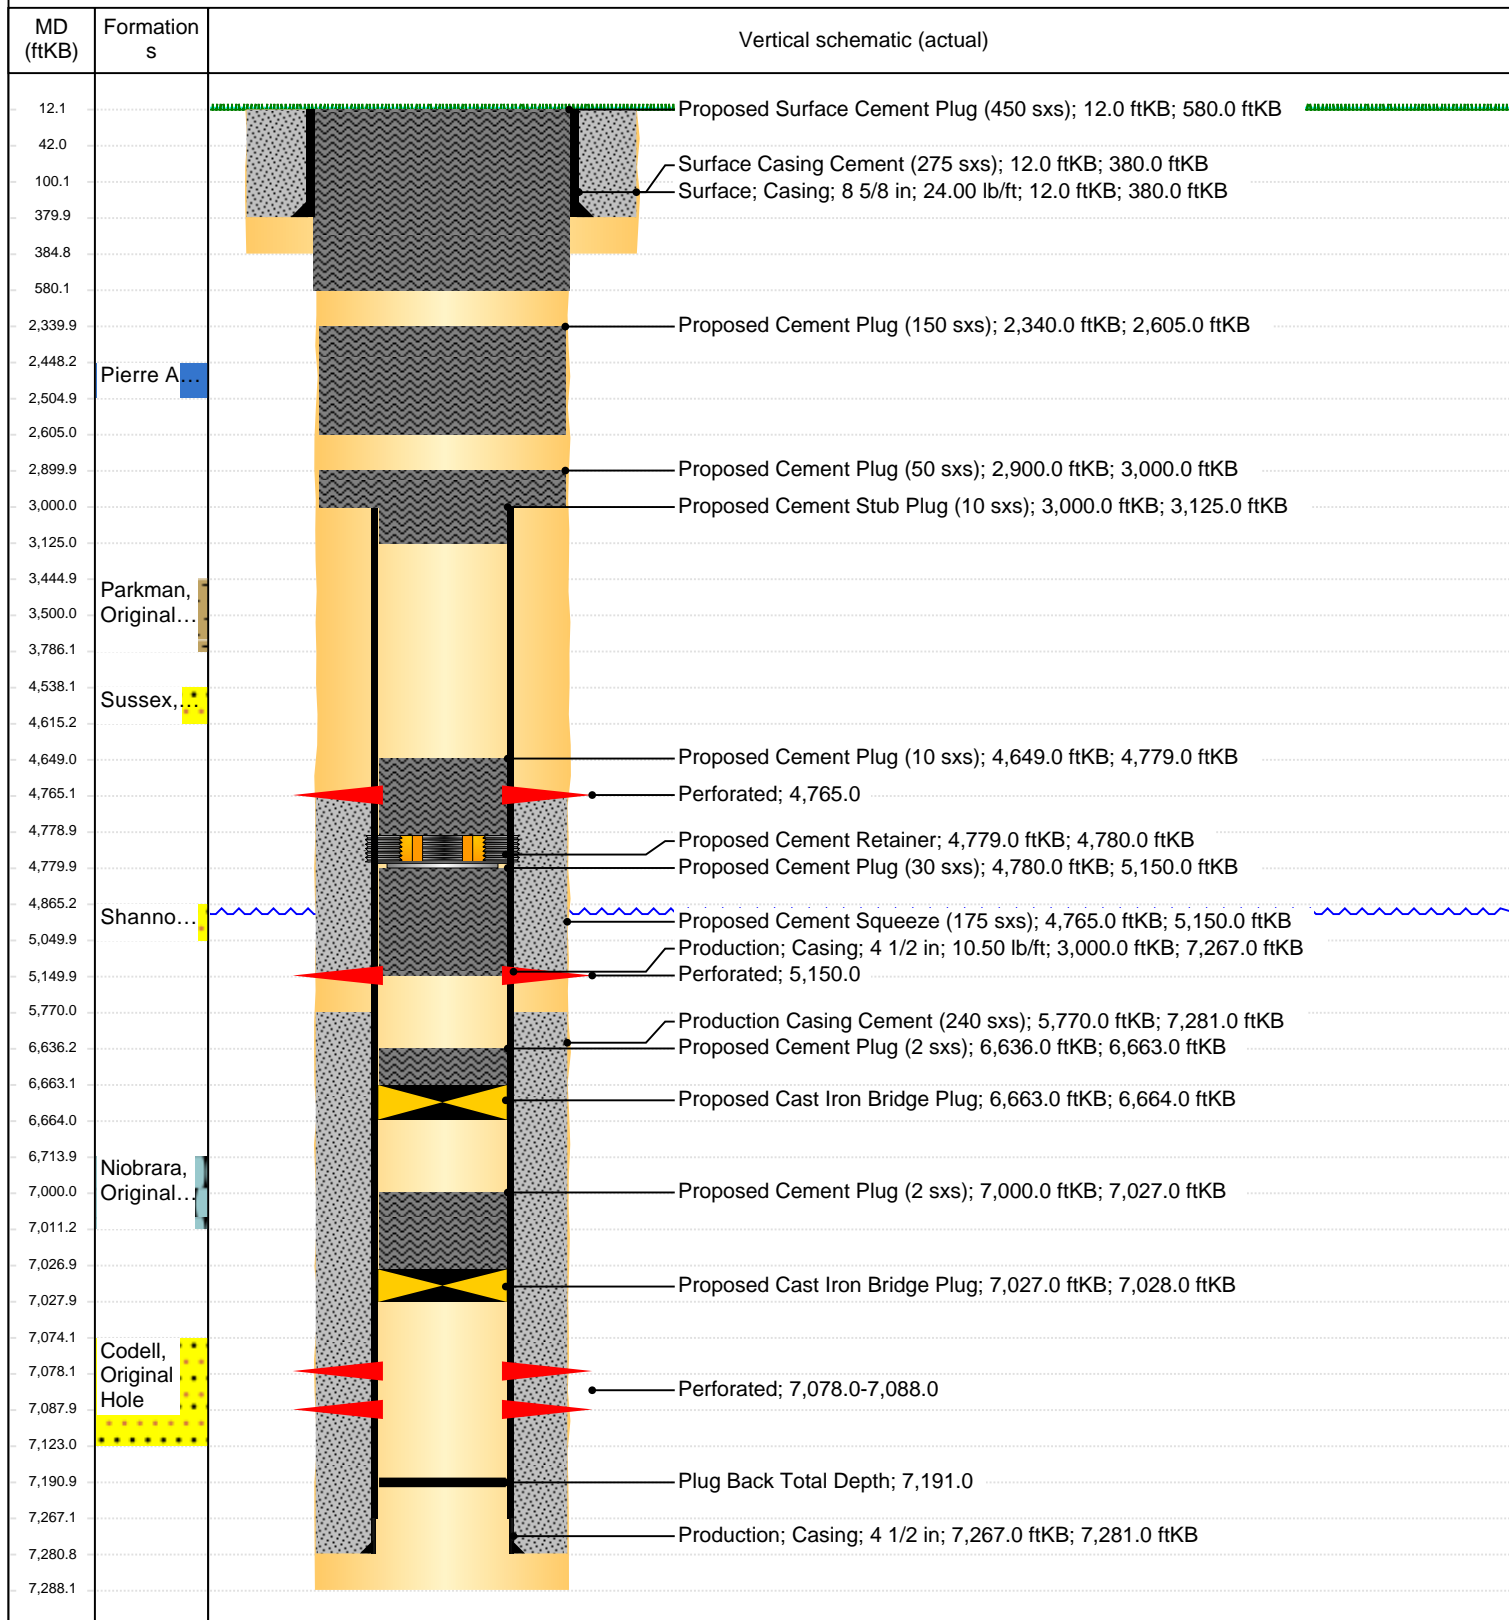 MD
(ftKB)
Formation
s
Vertical schematic (actual)
12.1
42.0
100.1
379.9
384.8
580.1
2,339.9
2,448.2
2,504.9
2,605.0
2,899.9
3,000.0
3,125.0
3,444.9
3,500.0
3,786.1
4,538.1
4,615.2
4,649.0
4,765.1
4,778.9
4,779.9
4,865.2
5,049.9
5,149.9
5,770.0
6,636.2
6,663.1
6,664.0
6,713.9
7,000.0
7,011.2
7,026.9
7,027.9
7,074.1
7,078.1
7,087.9
7,123.0
7,190.9
7,267.1
7,280.8
7,288.1
Pierre A...
Parkman,
Original...
Sussex,...
Shanno...
Niobrara,
Original...
Codell,
Original
Hole
Proposed Surface Cement Plug (450 sxs); 12.0 ftKB; 580.0 ftKB
Surface Casing Cement (275 sxs); 12.0 ftKB; 380.0 ftKB
Surface; Casing; 8 5/8 in; 24.00 lb/ft; 12.0 ftKB; 380.0 ftKB
Proposed Cement Plug (150 sxs); 2,340.0 ftKB; 2,605.0 ftKB
Proposed Cement Plug (50 sxs); 2,900.0 ftKB; 3,000.0 ftKB
Proposed Cement Stub Plug (10 sxs); 3,000.0 ftKB; 3,125.0 ftKB
Proposed Cement Plug (10 sxs); 4,649.0 ftKB; 4,779.0 ftKB
Perforated; 4,765.0
Proposed Cement Retainer; 4,779.0 ftKB; 4,780.0 ftKB
Proposed Cement Plug (30 sxs); 4,780.0 ftKB; 5,150.0 ftKB
Proposed Cement Squeeze (175 sxs); 4,765.0 ftKB; 5,150.0 ftKB
Production; Casing; 4 1/2 in; 10.50 lb/ft; 3,000.0 ftKB; 7,267.0 ftKB
Perforated; 5,150.0
Production Casing Cement (240 sxs); 5,770.0 ftKB; 7,281.0 ftKB
Proposed Cement Plug (2 sxs); 6,636.0 ftKB; 6,663.0 ftKB
Proposed Cast Iron Bridge Plug; 6,663.0 ftKB; 6,664.0 ftKB
Proposed Cement Plug (2 sxs); 7,000.0 ftKB; 7,027.0 ftKB
Proposed Cast Iron Bridge Plug; 7,027.0 ftKB; 7,028.0 ftKB
Perforated; 7,078.0-7,088.0
Plug Back Total Depth; 7,191.0
Production; Casing; 4 1/2 in; 7,267.0 ftKB; 7,281.0 ftKB